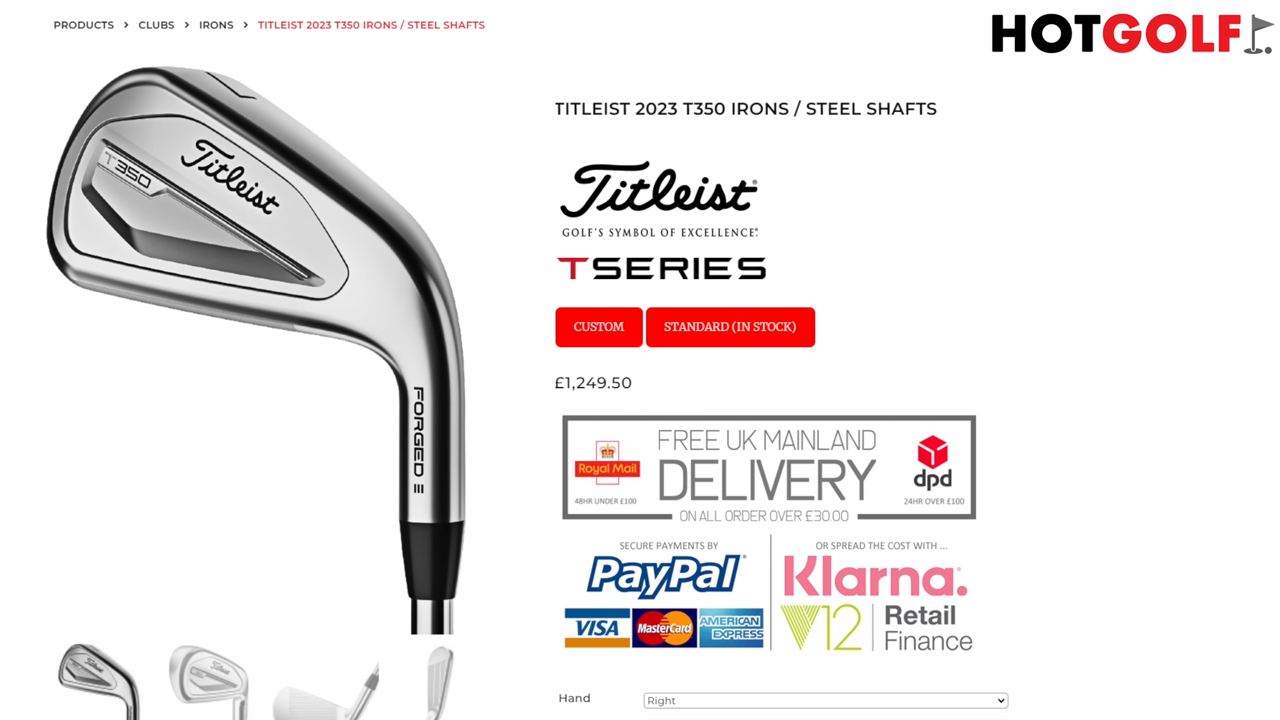 PRODUCTS > CLUBS > IRONS > TITLEIST 2023 T350 IRONS / STEEL SHAFTS
HOTGOLF
T350
Titleist
FORGED
TITLEIST 2023 T350 IRONS / STEEL SHAFTS
Titleist®
GOLF'S SYMBOL OF EXCELLENCE®
TSERIES
CUSTOM
STANDARD (IN STOCK)
£1,249.50
FREE UK MAINLAND
DELIVERY
ON ALL ORDER OVER £30.00
Royal Mail
48HR UNDER £100
dpd
24HR OVER £100
SECURE PAYMENTS BY
PayPal®
VISA
MasterCard
AMERICAN
EXPRESS
OR SPREAD THE COST WITH ...
Klarna.
V12
Retail
Finance
Titleist
Titleist
Hand
Right